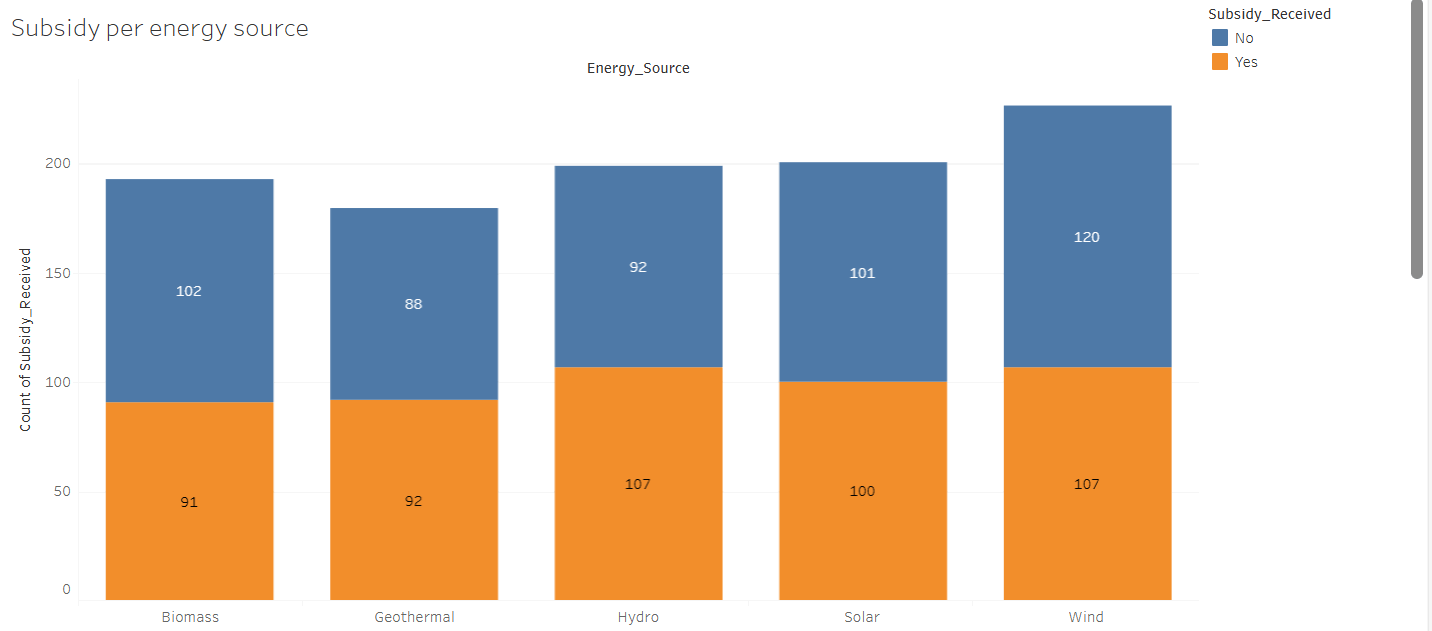 Subsidy per energy source
Subsidy_Received
No
Yes
Energy_Source
Count of Subsidy_Received
200
150
100
50
0
102
88
92
101
120
91
92
107
100
107
Biomass
Geothermal
Hydro
Solar
Wind